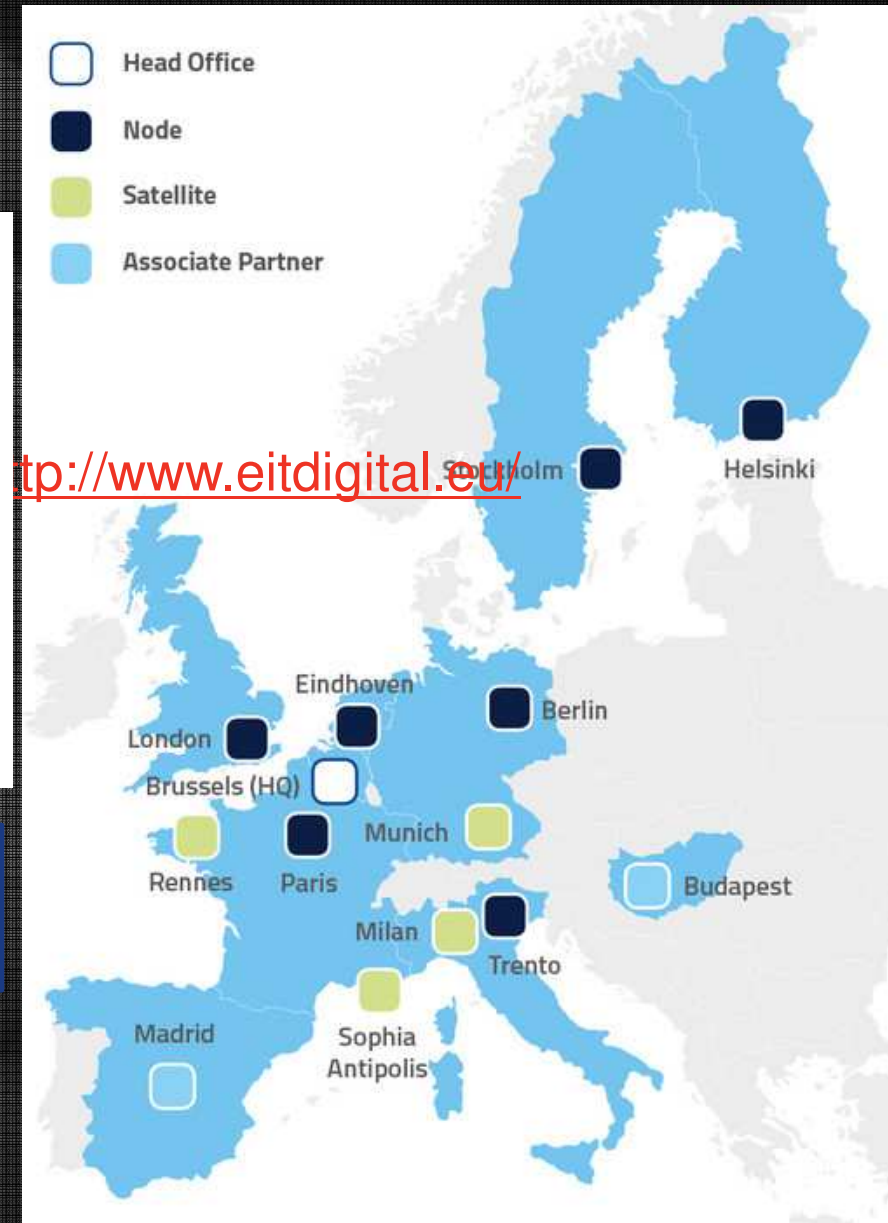 Head Office
Node
Satellite
Associate Partner
tp://www.eitdigital.eu/
Stockholm
Helsinki
Eindhoven
Berlin
London
Brussels (HQ)
Munich
Rennes
Paris
Budapest
Milan
Trento
Madrid
Sophia
Antipolis